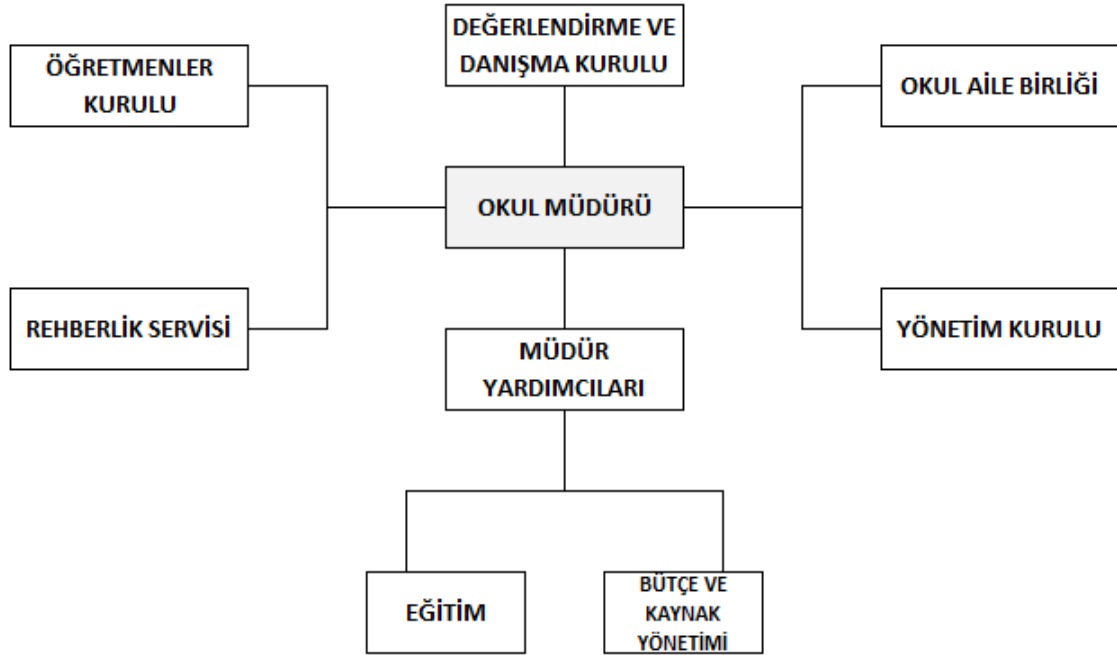 DEĞERLENDİRME VE
DANIŞMA KURULU
ÖĞRETMENLER
KURULU
OKUL AİLE BİRLİĞİ
OKUL MÜDÜRÜ
REHBERLİK SERVİSİ
YÖNETİM KURULU
MÜDÜR
YARDIMCILARI
EĞİTİM
BÜTÇE VE
KAYNAK
YÖNETİMİ